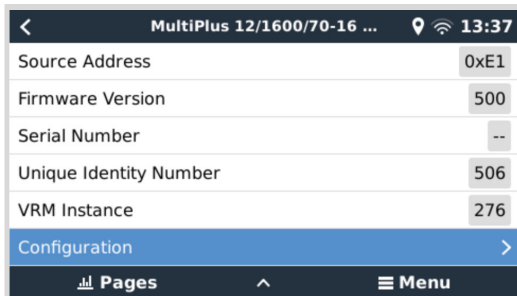 MultiPlus 12/1600/70-16 ... 13:37
Source Address 0xE1
Firmware Version 500
Serial Number --
Unique Identity Number 506
VRM Instance 276
Configuration
Pages Menu